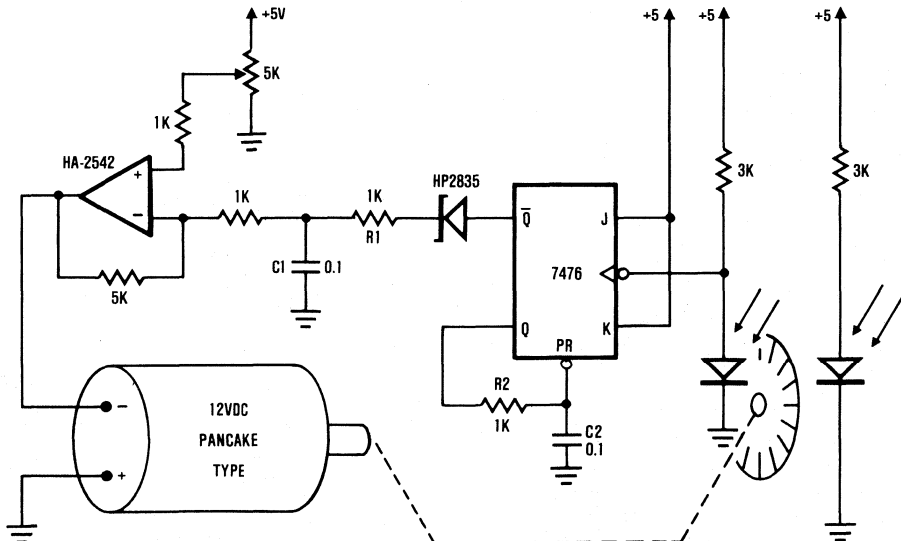 +5V
+5
+5
+5
5K
1K
3K
3K
HA-2542
+
−
1K
1K
R1
HP2835
Q̅
J
7476
C1
0.1
5K
Q
K
PR
R2
1K
C2
0.1
−
12VDC
PANCAKE
TYPE
+